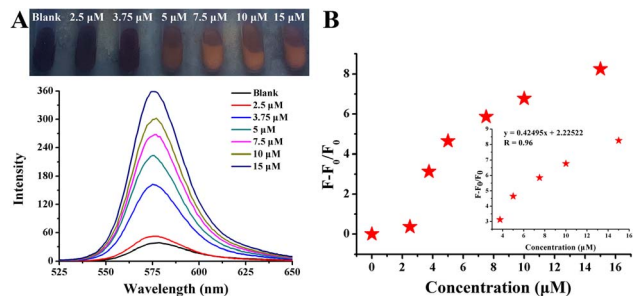 A
Blank 2.5 μM 3.75 μM 5 μM 7.5 μM 10 μM 15 μM
360
300
240
180
120
60
0
Intensity
Blank
2.5 μM
3.75 μM
5 μM
7.5 μM
10 μM
15 μM
525 550 575 600 625 650
Wavelength (nm)
B
8
6
4
2
0
F-F0/F0
0 2 4 6 8 10 12 14 16
Concentration (μM)
y = 0.42495x + 2.22522
R = 0.96
9
8
7
6
5
4
3
F-F0/F0
4 6 8 10 12 14 16
Concentration (μM)